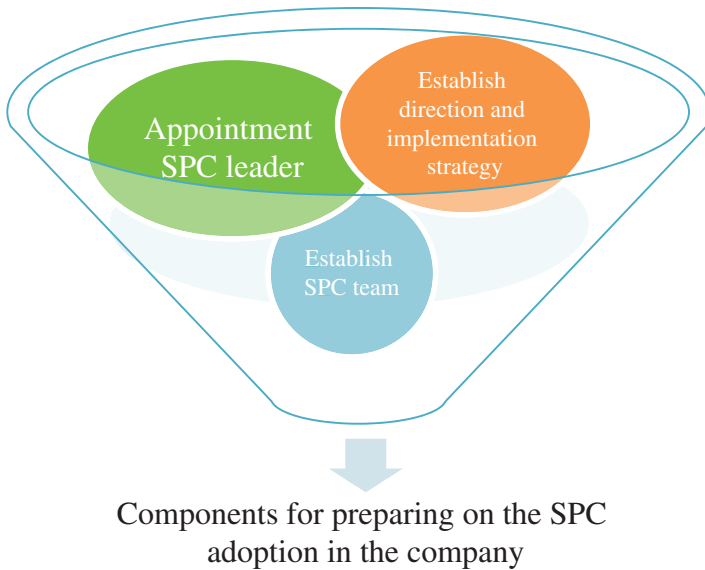 Appointment
SPC leader
Establish
direction and
implementation
strategy
Establish
SPC team
Components for preparing on the SPC
adoption in the company